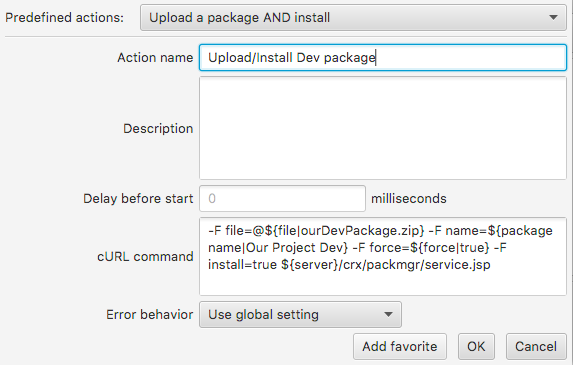 Predefined actions: Upload a package AND install
Action name Upload/Install Dev package
Description
Delay before start 0 milliseconds
-F file=@${file|ourDevPackage.zip} -F name=${package
name|Our Project Dev} -F force=${force|true} -F
cURL command install=true ${server}/crx/packmgr/service.jsp
Error behavior Use global setting
Add favorite OK Cancel